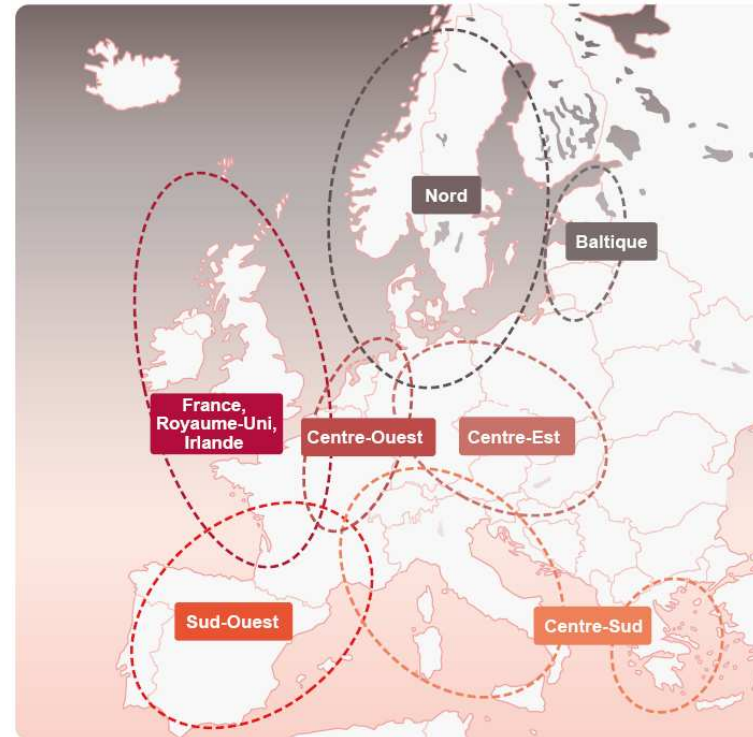 Nord
Baltique
France,
Royaume-Uni,
Irlande
Centre-Ouest
Centre-Est
Sud-Ouest
Centre-Sud